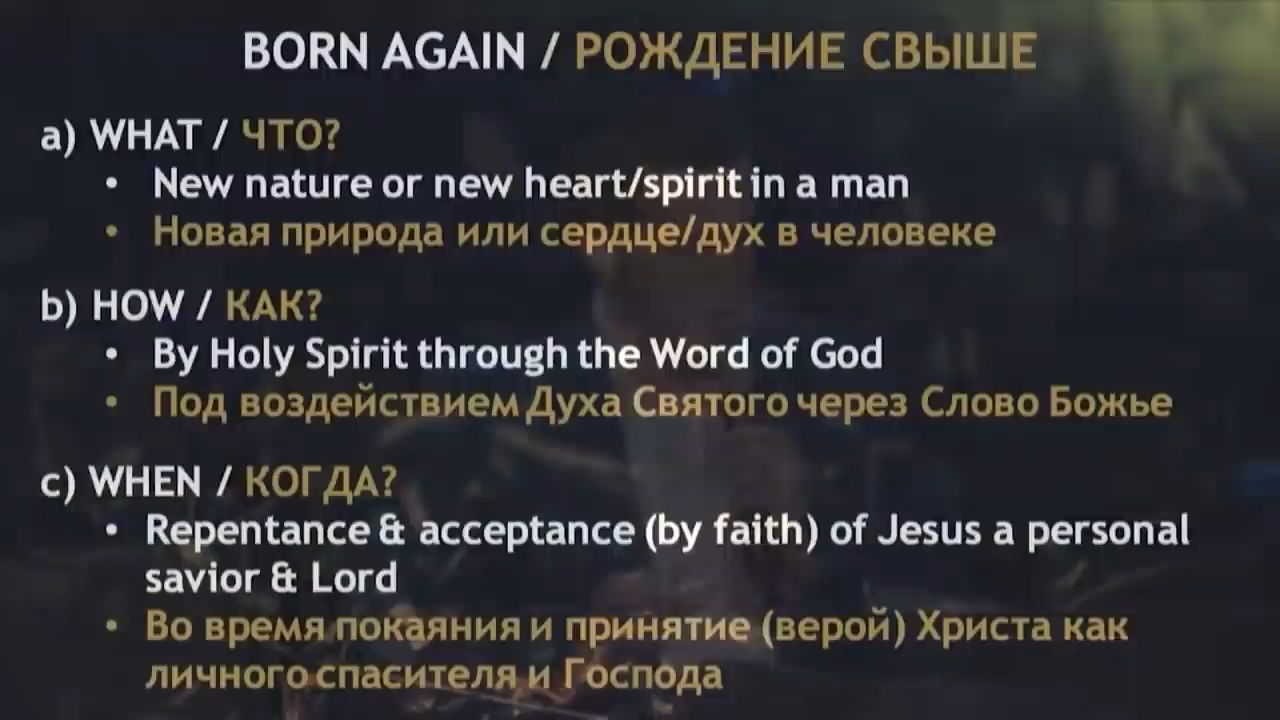 BORN AGAIN / РОЖДЕНИЕ СВЫШЕ
a) WHAT / ЧТО?
• New nature or new heart/spirit in a man
• Новая природа или сердце/дух в человеке
b) HOW / КАК?
• By Holy Spirit through the Word of God
• Под воздействием Духа Святого через Слово Божье
c) WHEN / КОГДА?
• Repentance & acceptance (by faith) of Jesus a personal
savior & Lord
• Во время покаяния и принятие (верой) Христа как
личного спасителя и Господа